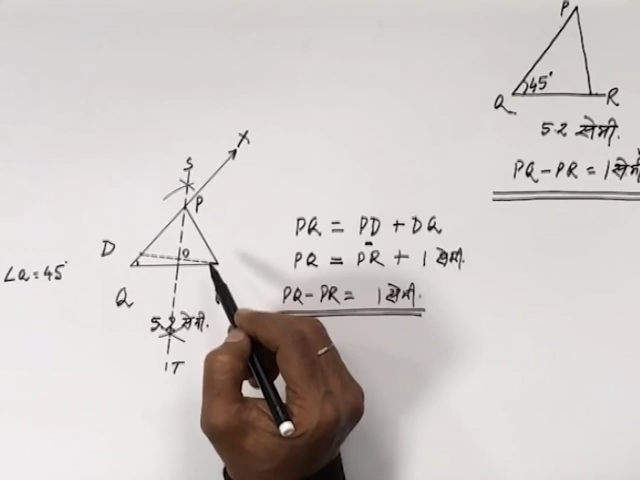 P
45°
Q R
5.2 सेमी.
PQ - PR = 1 सेमी
X
S
P
D
O
∠Q = 45°
Q
5.2 सेमी.
T
PQ = PD + DQ
PQ = PR + 1 सेमी.
PQ - PR = 1 सेमी.